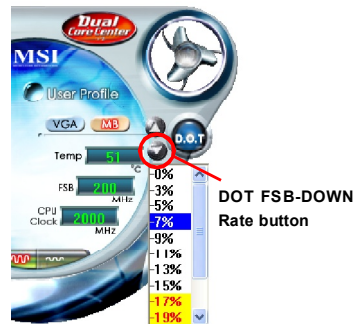 Dual
Core Center
MSI
User Profile
VGA MB
D.O.T
Temp 51 °C
FSB 200 MHz
CPU Clock 2000 MHz
-0%
-3%
-5%
-7%
-9%
-11%
-13%
-15%
-17%
-19%
DOT FSB-DOWN
Rate button